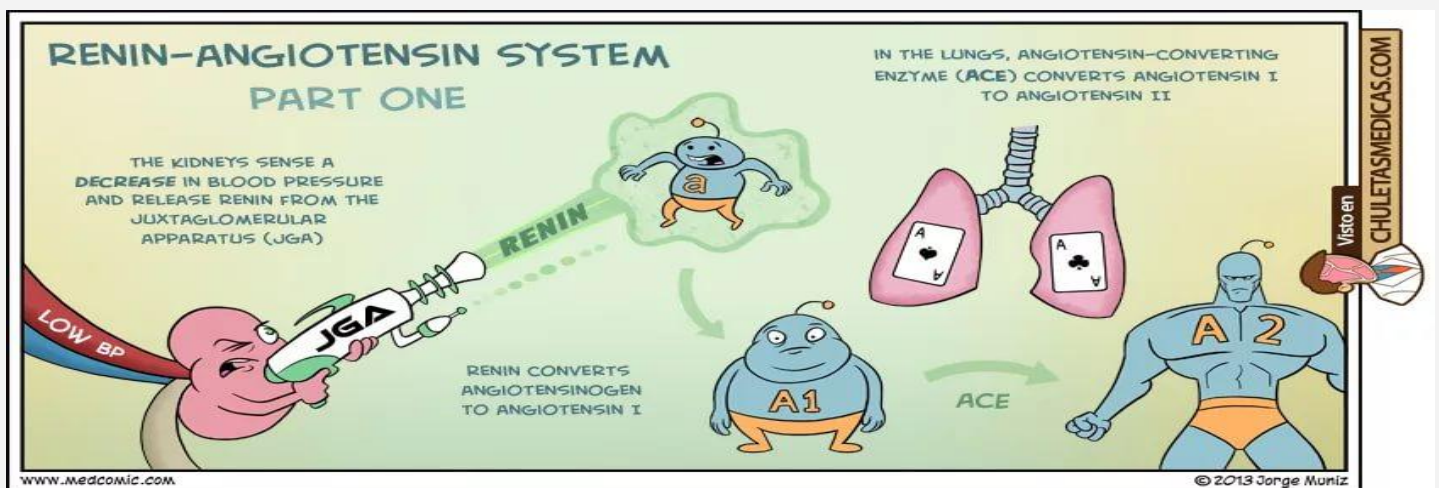 RENIN-ANGIOTENSIN SYSTEM
PART ONE
THE KIDNEYS SENSE A
DECREASE IN BLOOD PRESSURE
AND RELEASE RENIN FROM THE
JUXTAGLOMERULAR
APPARATUS (JGA)
LOW BP
JGA
RENIN
a
RENIN CONVERTS
ANGIOTENSINOGEN
TO ANGIOTENSIN I
A1
IN THE LUNGS, ANGIOTENSIN-CONVERTING
ENZYME (ACE) CONVERTS ANGIOTENSIN I
TO ANGIOTENSIN II
A
A
A
A
ACE
A 2
www.medcomic.com
© 2013 Jorge Muniz
Visto en
CHULETASMEDICAS.COM